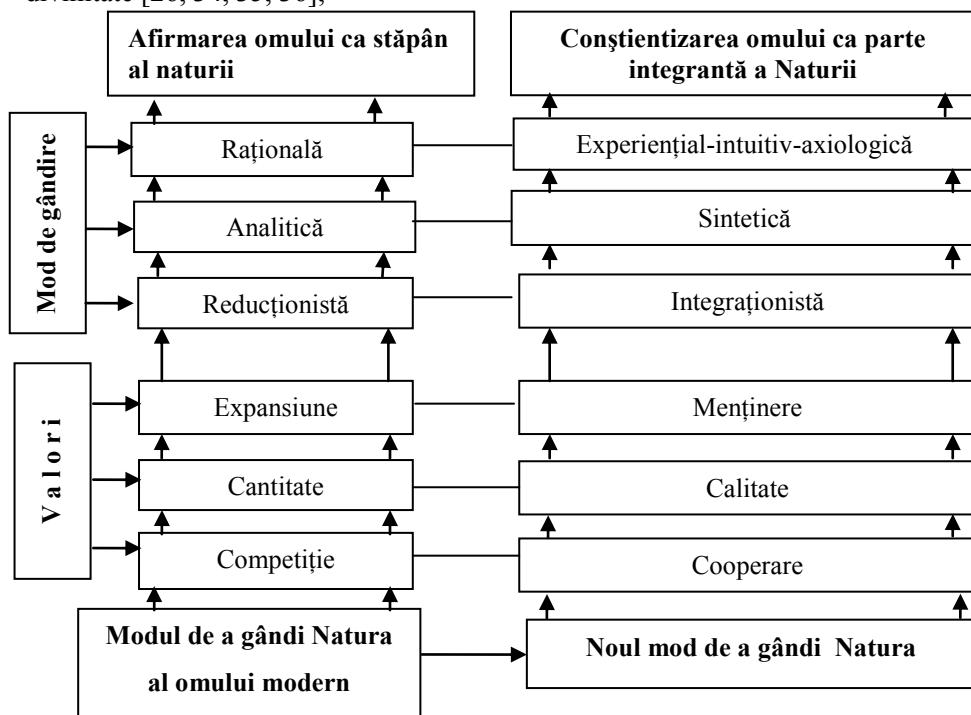 Afirmarea omului ca stăpân
al naturii
Conştientizarea omului ca parte
integrantă a Naturii
Mod de gândire
Rațională
Experiențial-intuitiv-axiologică
Analitică
Sintetică
Reducționistă
Integraționistă
V a l o r i
Expansiune
Menținere
Cantitate
Calitate
Competiție
Cooperare
Modul de a gândi Natura
al omului modern
Noul mod de a gândi Natura